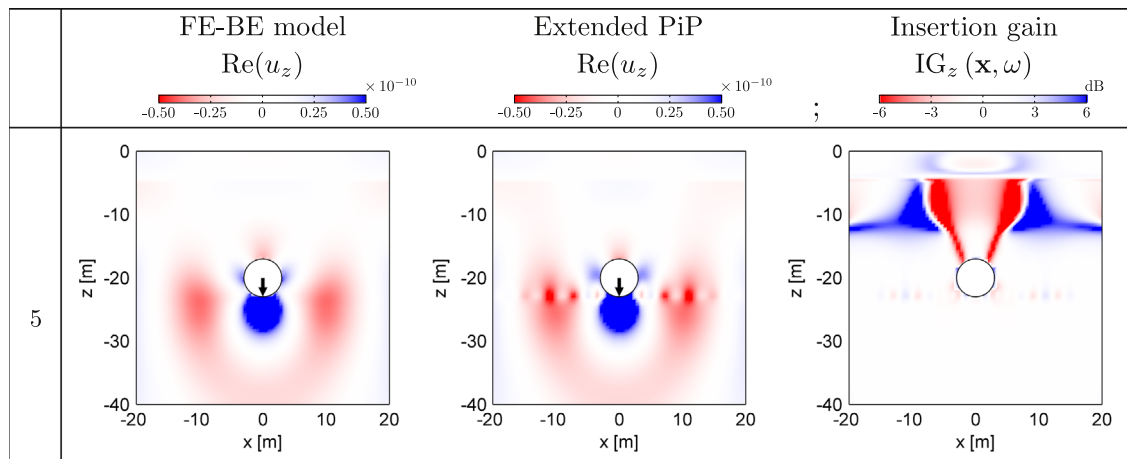 FE-BE model Extended PiP Insertion gain
Re(u_z) Re(u_z) IG_z (x, ω)
× 10^-10 × 10^-10 dB
-0.50 -0.25 0 0.25 0.50 -0.50 -0.25 0 0.25 0.50 ; -6 -3 0 3 6
5
0 0 0
-10 -10 -10
z [m] z [m] z [m]
-20 -20 -20
-30 -30 -30
-40 -40 -40
-20 -10 0 10 20 -20 -10 0 10 20 -20 -10 0 10 20
x [m] x [m] x [m]